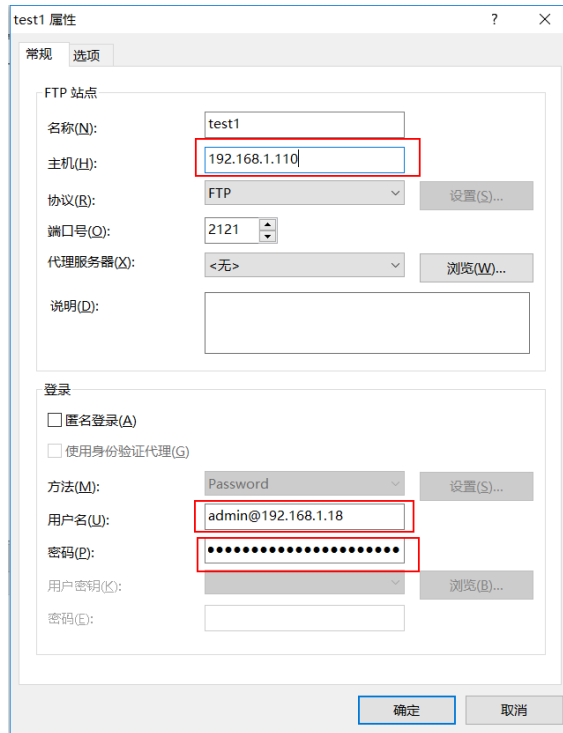 test1 属性
常规 选项
FTP 站点
名称(N): test1
主机(H): 192.168.1.110
协议(R): FTP 设置(S)...
端口号(O): 2121
代理服务器(X): <无> 浏览(W)...
说明(D):
登录
匿名登录(A)
使用身份验证代理(G)
方法(M): Password 设置(S)...
用户名(U): admin@192.168.1.18
密码(P): ●●●●●●●●●●●●●●●●●●●●●●
用户密钥(K): 浏览(B)...
密码(E):
确定 取消